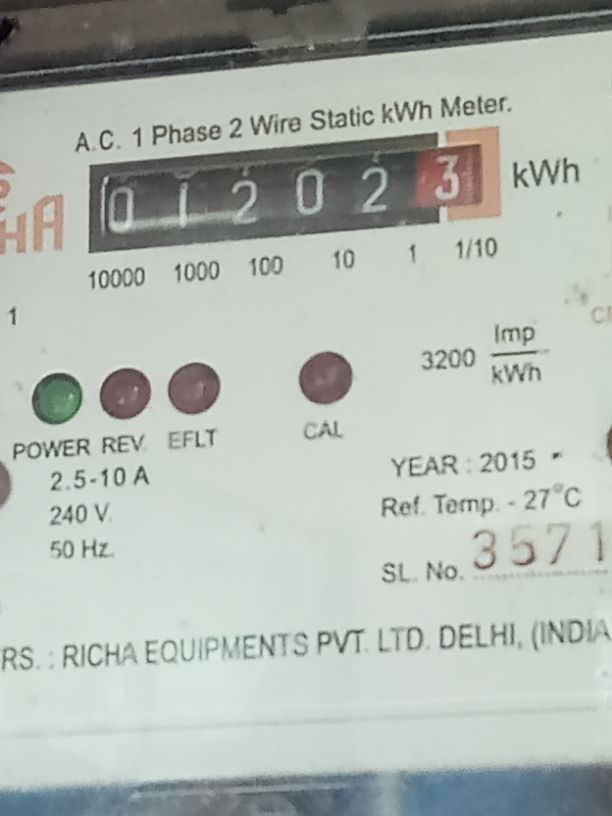 A.C. 1 Phase 2 Wire Static kWh Meter.
HA
0 1 2 0 2 3 kWh
10000 1000 100 10 1 1/10
1
3200 Imp
kWh
POWER REV. EFLT CAL
2.5-10 A
240 V.
50 Hz.
YEAR : 2015
Ref. Temp. - 27°C
SL. No. 3571
RS. : RICHA EQUIPMENTS PVT. LTD. DELHI, (INDIA